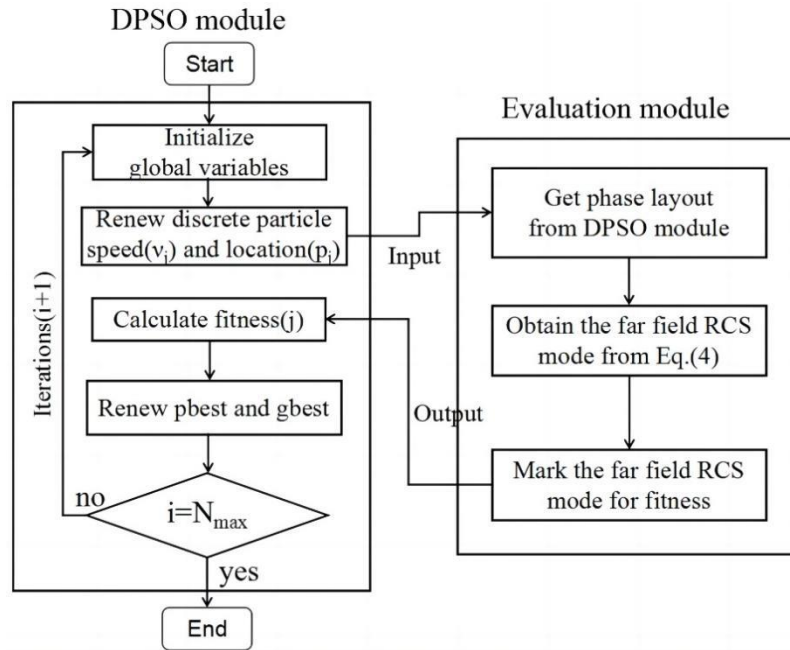 DPSO module
Start
Initialize
global variables
Renew discrete particle
speed(vᵢ) and location(pᵢ)
Calculate fitness(j)
Renew pbest and gbest
i=Nmax
no
yes
End
Iterations(i+1)
Input
Output
Evaluation module
Get phase layout
from DPSO module
Obtain the far field RCS
mode from Eq.(4)
Mark the far field RCS
mode for fitness